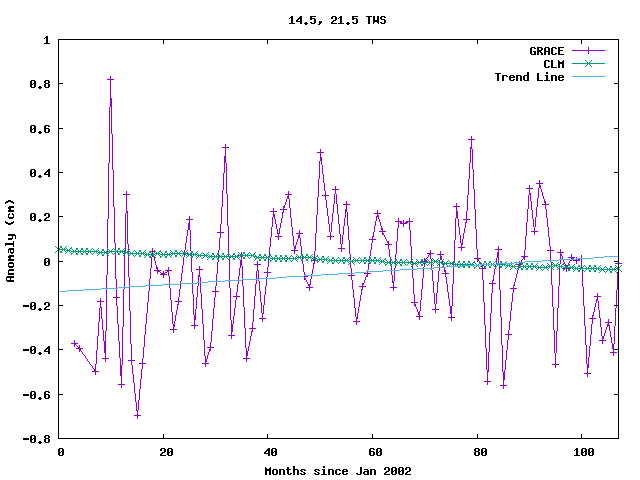 14.5, 21.5 TWS
GRACE
CLM
Trend Line
1
0.8
0.6
0.4
0.2
0
-0.2
-0.4
-0.6
-0.8
Anomaly (cm)
0 20 40 60 80 100
Months since Jan 2002